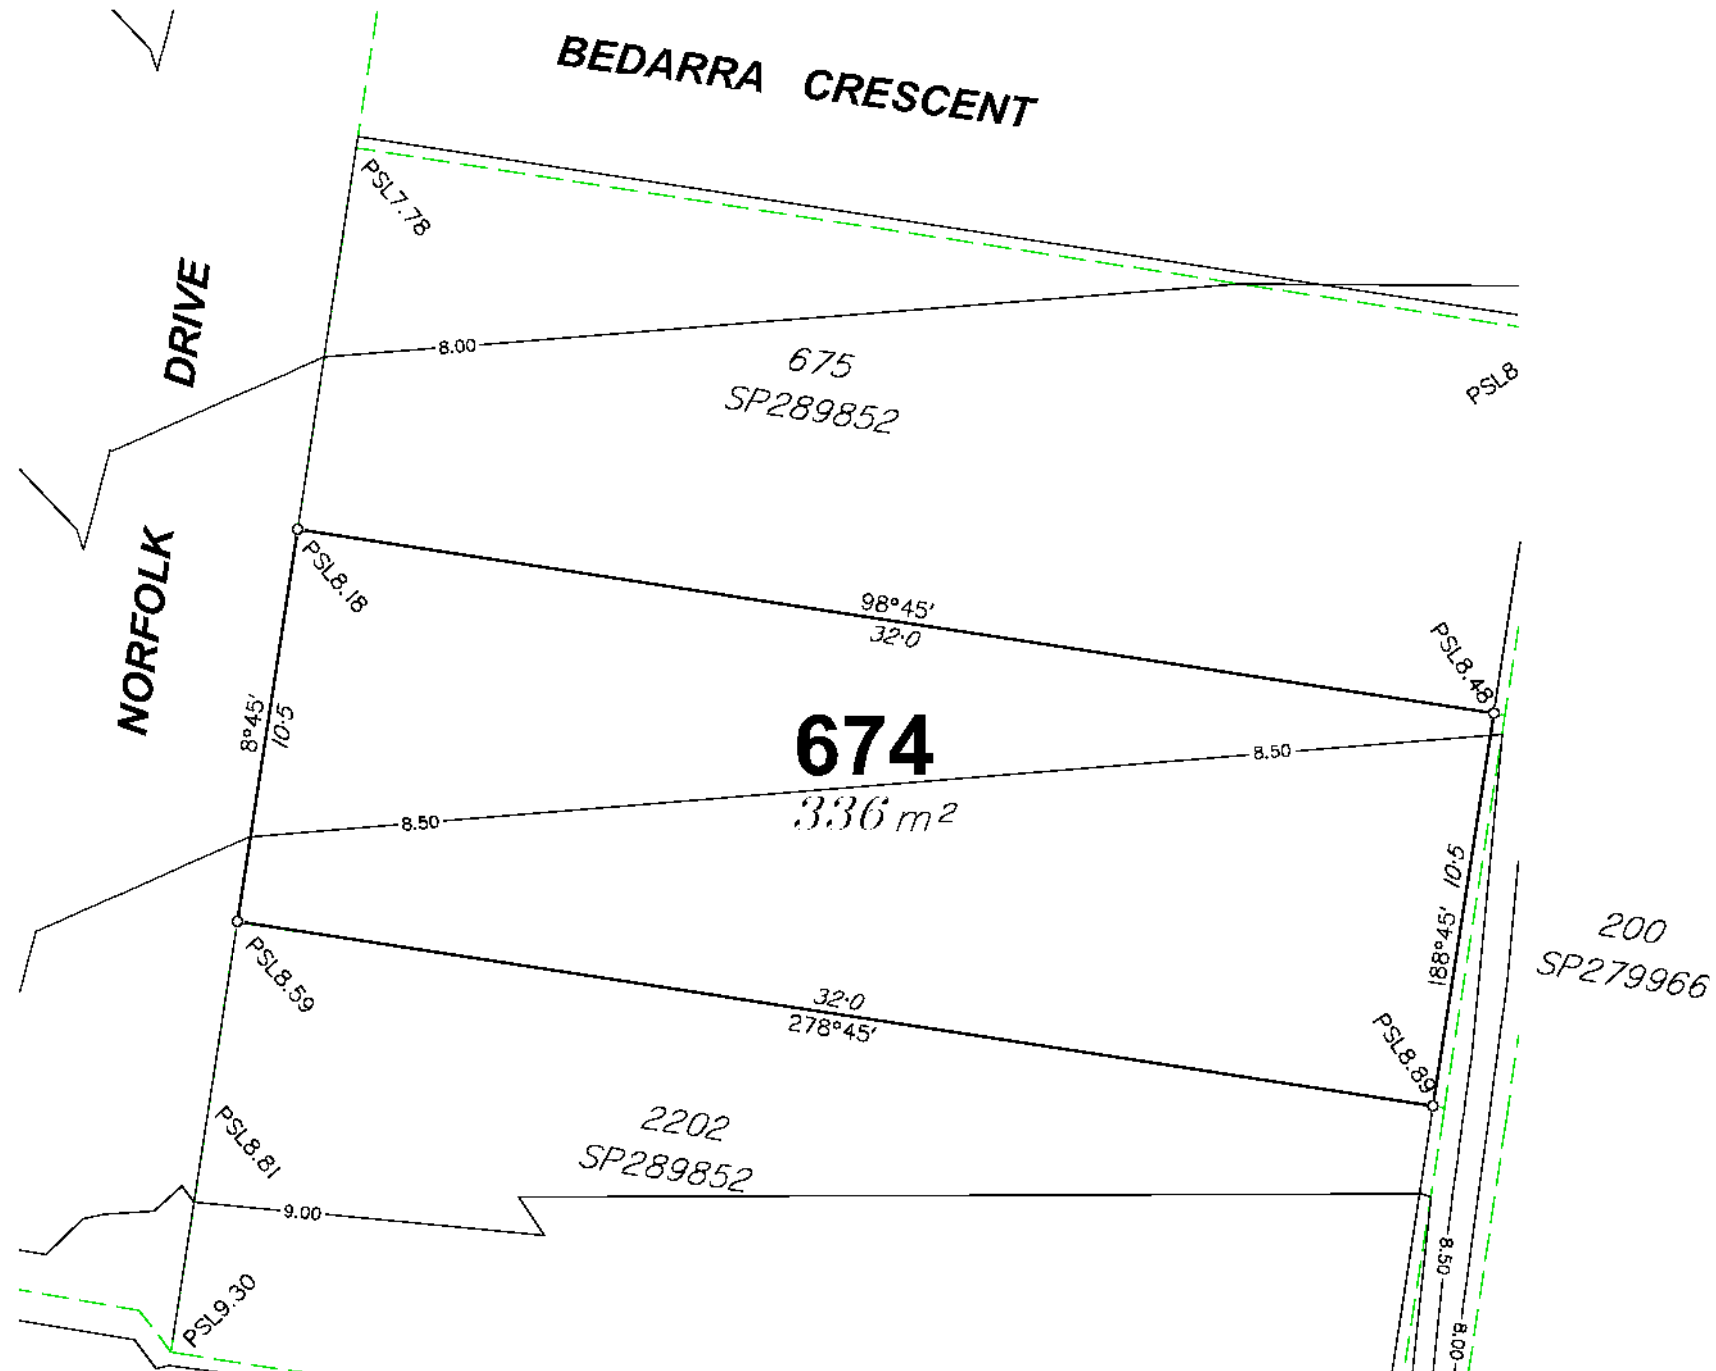 BEDARRA CRESCENT
PSL7.78
DRIVE
8.00
675
SP289852
PSL8
NORFOLK
PSL8.18
98°45'
32·0
PSL8.48
8°45'
10·5
674
336 m²
8.50
8.50
188°45' 10·5
200
SP279966
PSL8.59
32·0
278°45'
PSL8.89
2202
SP289852
PSL8.81
9.00
8.50
PSL9.30
8.00